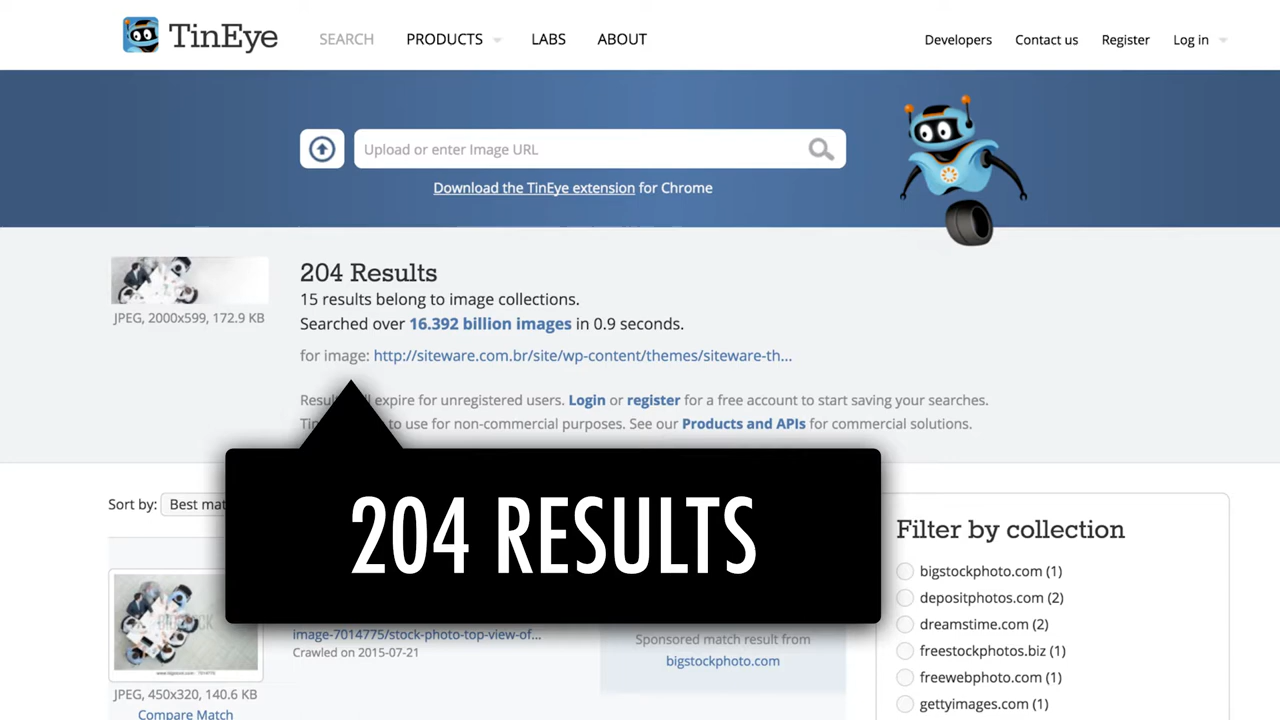 TinEye
SEARCH PRODUCTS LABS ABOUT
Developers Contact us Register Log in
Upload or enter Image URL
Download the TinEye extension for Chrome
204 Results
15 results belong to image collections.
Searched over 16.392 billion images in 0.9 seconds.
JPEG, 2000x599, 172.9 KB
for image: http://siteware.com.br/site/wp-content/themes/siteware-th...
expire for unregistered users. Login or register for a free account to start saving your searches.
to use for non-commercial purposes. See our Products and APIs for commercial solutions.
204 RESULTS
Sort by: Best
image-7014775/stock-photo-top-view-of...
Crawled on 2015-07-21
JPEG, 450x320, 140.6 KB
Compare Match
Sponsored match result from
bigstockphoto.com
Filter by collection
bigstockphoto.com (1)
depositphotos.com (2)
dreamstime.com (2)
freestockphotos.biz (1)
freewebphoto.com (1)
gettyimages.com (1)